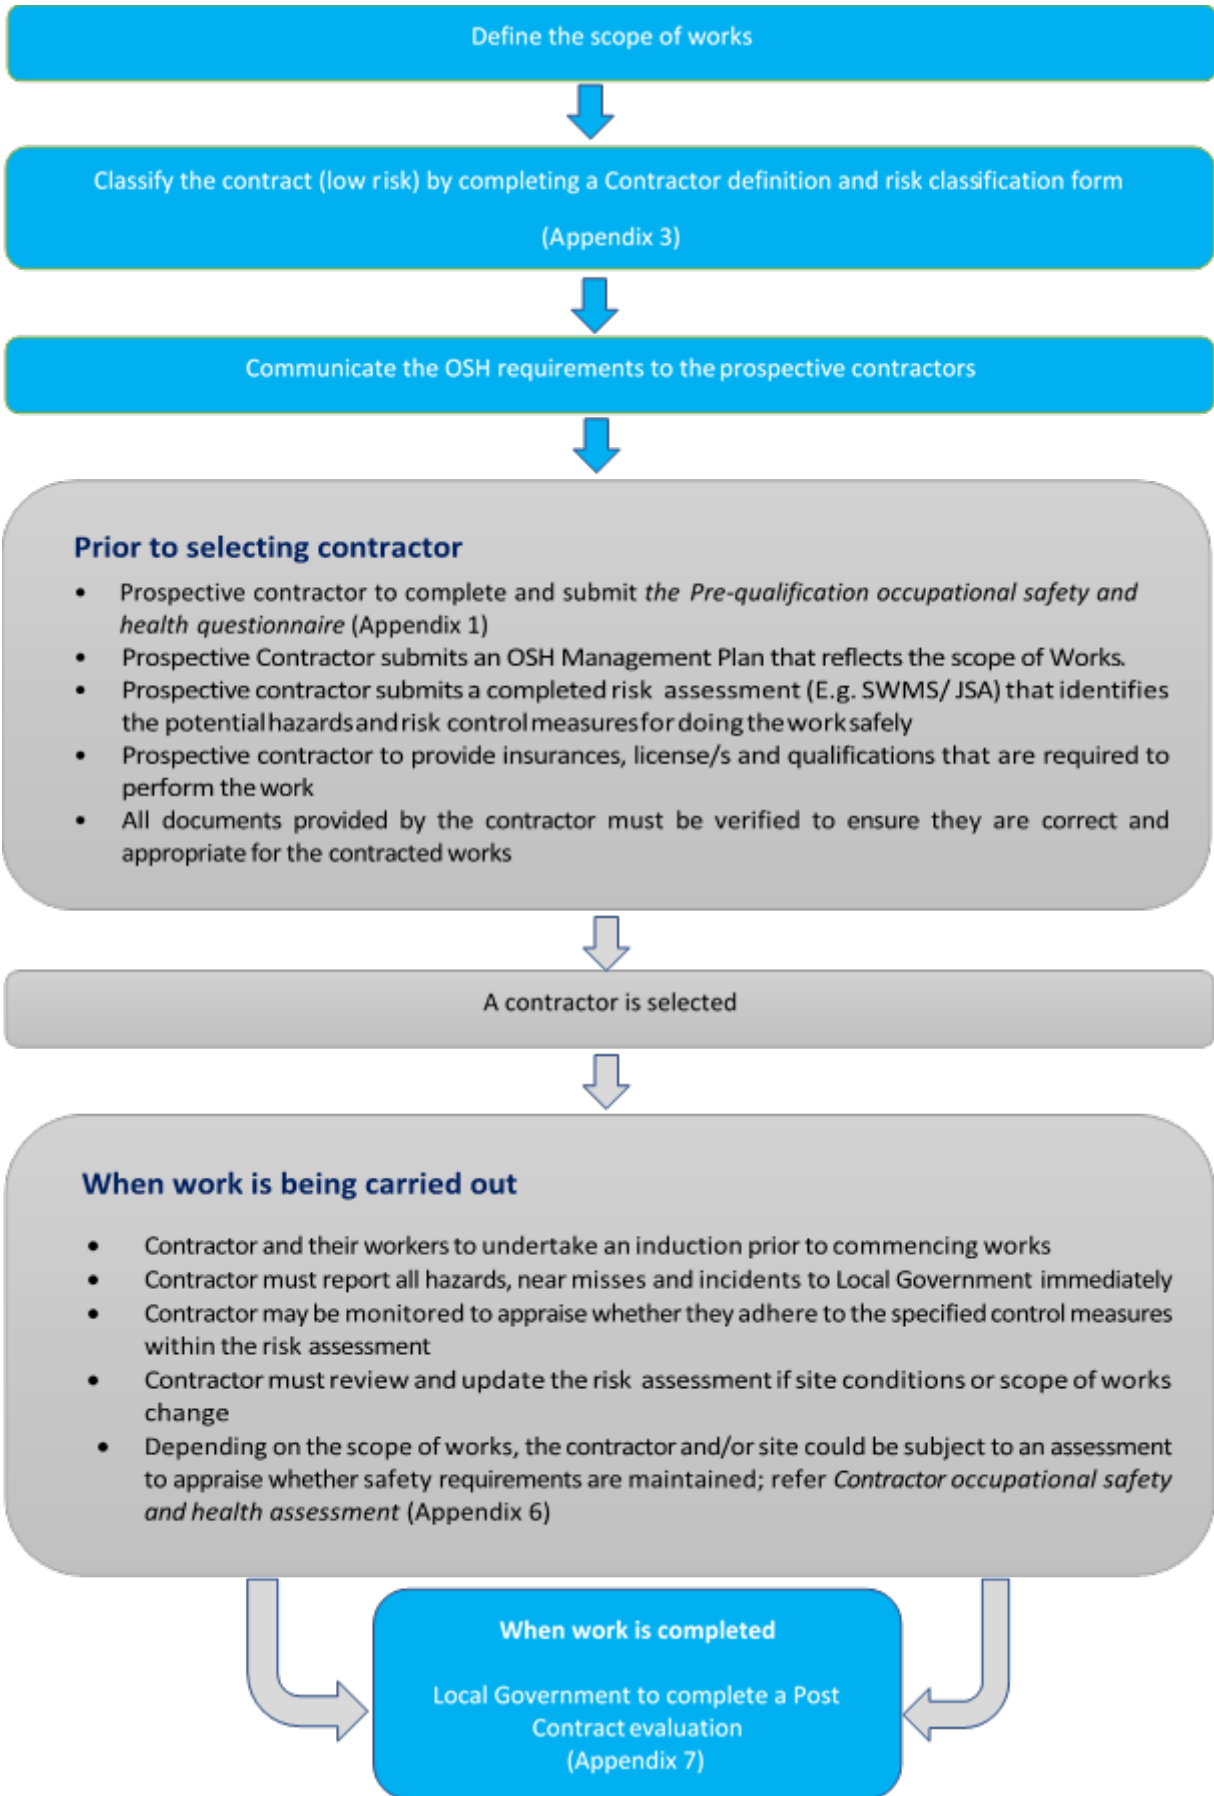 Define the scope of works
Classify the contract (low risk) by completing a Contractor definition and risk classification form
(Appendix 3)
Communicate the OSH requirements to the prospective contractors
Prior to selecting contractor
• Prospective contractor to complete and submit the Pre-qualification occupational safety and
health questionnaire (Appendix 1)
• Prospective Contractor submits an OSH Management Plan that reflects the scope of Works.
• Prospective contractor submits a completed risk assessment (E.g. SWMS/ JSA) that identifies
the potential hazards and risk control measures for doing the work safely
• Prospective contractor to provide insurances, license/s and qualifications that are required to
perform the work
• All documents provided by the contractor must be verified to ensure they are correct and
appropriate for the contracted works
A contractor is selected
When work is being carried out
• Contractor and their workers to undertake an induction prior to commencing works
• Contractor must report all hazards, near misses and incidents to Local Government immediately
• Contractor may be monitored to appraise whether they adhere to the specified control measures
within the risk assessment
• Contractor must review and update the risk assessment if site conditions or scope of works
change
• Depending on the scope of works, the contractor and/or site could be subject to an assessment
to appraise whether safety requirements are maintained; refer Contractor occupational safety
and health assessment (Appendix 6)
When work is completed
Local Government to complete a Post
Contract evaluation
(Appendix 7)